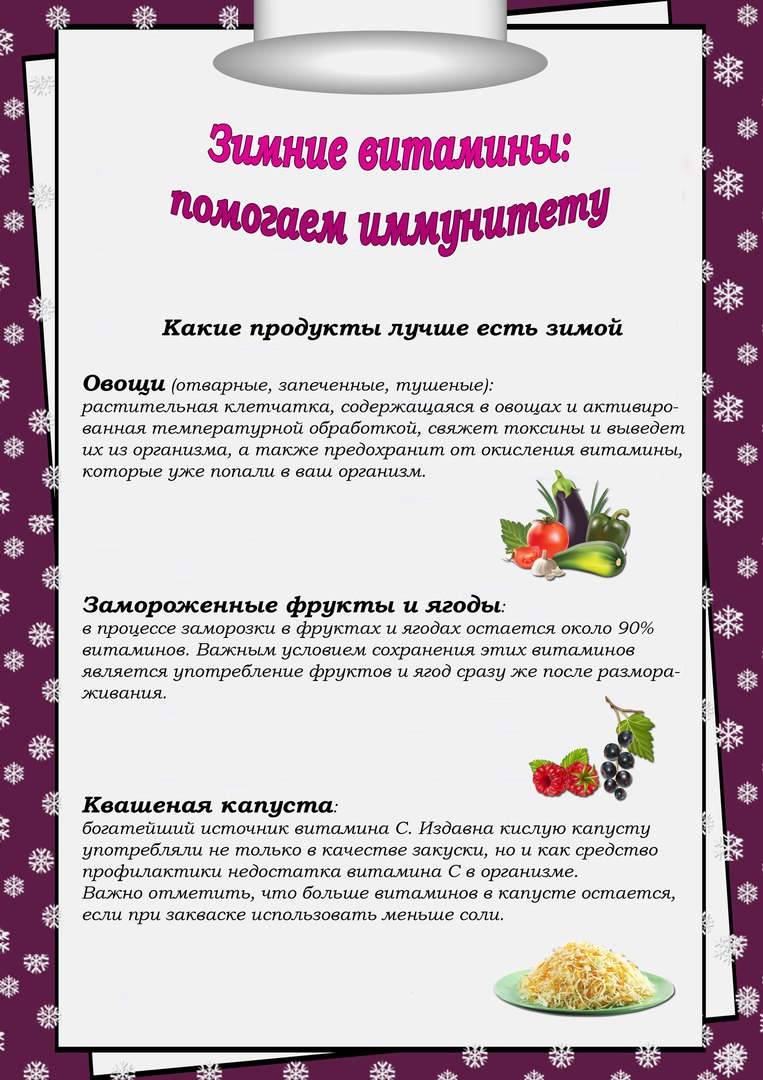 Зимние витамины:
помогаем иммунитету
Какие продукты лучше есть зимой
Овощи (отварные, запеченные, тушеные):
растительная клетчатка, содержащаяся в овощах и активиро-
ванная температурной обработкой, свяжет токсины и выведет
их из организма, а также предохранит от окисления витамины,
которые уже попали в ваш организм.
Замороженные фрукты и ягоды:
в процессе заморозки в фруктах и ягодах остается около 90%
витаминов. Важным условием сохранения этих витаминов
является употребление фруктов и ягод сразу же после размора-
живания.
Квашеная капуста:
богатейший источник витамина С. Издавна кислую капусту
употребляли не только в качестве закуски, но и как средство
профилактики недостатка витамина С в организме.
Важно отметить, что больше витаминов в капусте остается,
если при закваске использовать меньше соли.